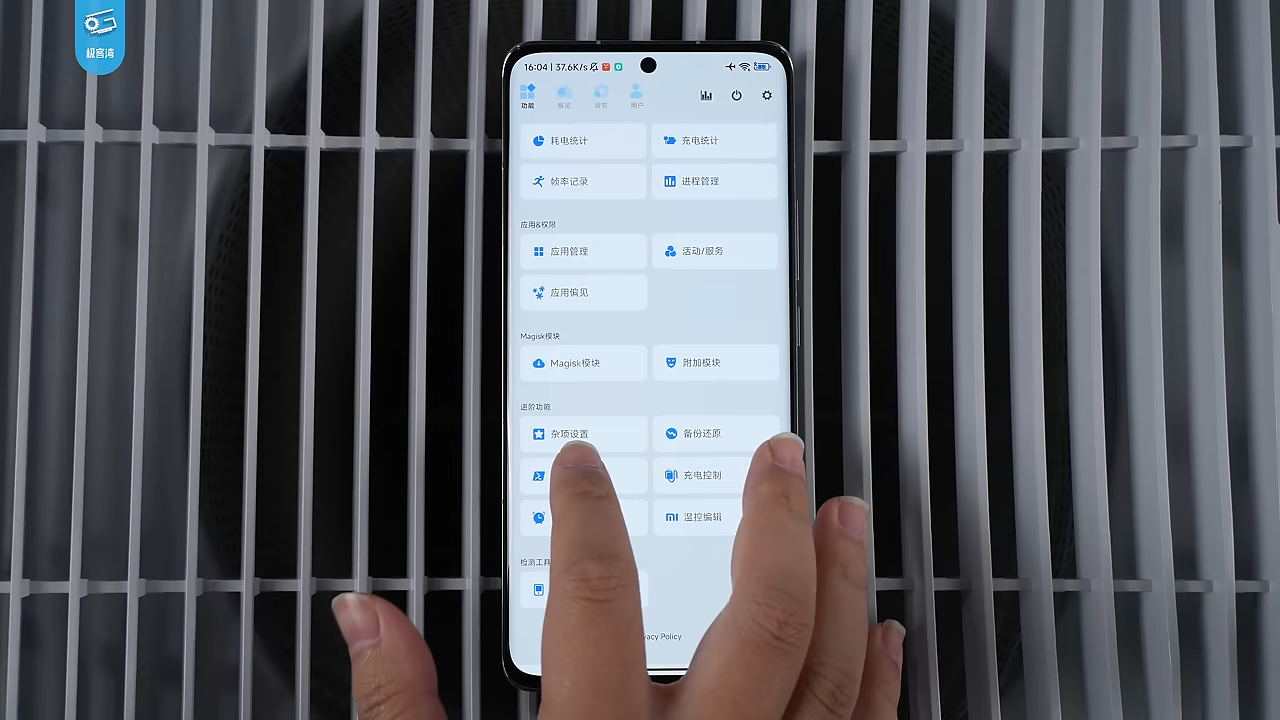 极客湾
16:04 | 37.6K/s
85
功能 概览 调节 用户
耗电统计 充电统计
帧率记录 进程管理
应用&权限
应用管理 活动/服务
应用偏见
Magisk模块
Magisk模块 附加模块
进阶功能
杂项设置 备份还原
充电控制
温控编辑
检测工具
vacy Policy